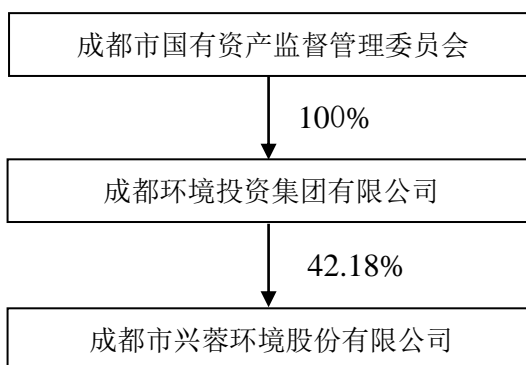 成都市国有资产监督管理委员会
100%
成都环境投资集团有限公司
42.18%
成都市兴蓉环境股份有限公司